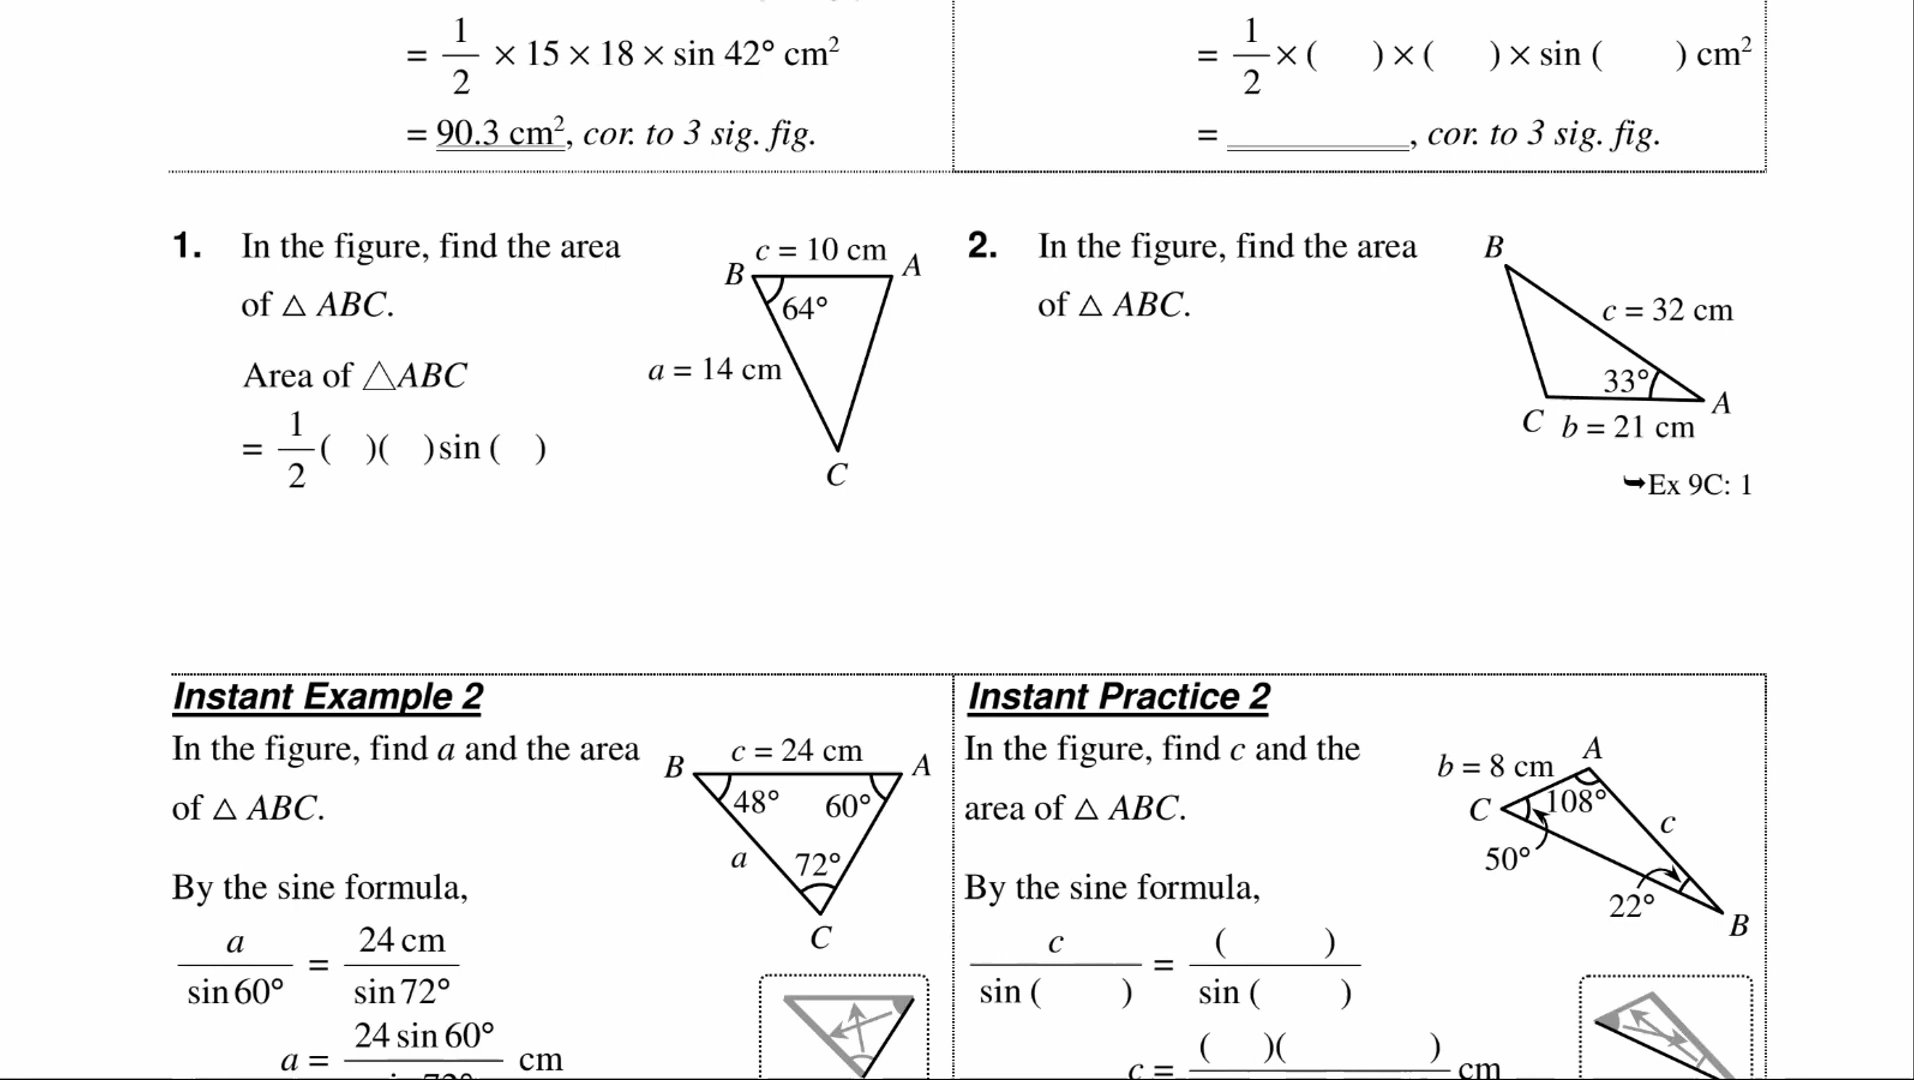 = 1/2 × 15 × 18 × sin 42° cm²
= 90.3 cm², cor. to 3 sig. fig.
= 1/2 × (   ) × (   ) × sin (   ) cm²
= __________, cor. to 3 sig. fig.
1. In the figure, find the area
of △ ABC.
Area of △ABC
= 1/2 (   )(   ) sin (   )
c = 10 cm
B
A
64°
a = 14 cm
C
2. In the figure, find the area
of △ ABC.
B
c = 32 cm
33°
A
C
b = 21 cm
➥Ex 9C: 1
Instant Example 2
In the figure, find a and the area
of △ ABC.
By the sine formula,
a / sin 60° = 24 cm / sin 72°
a = 24 sin 60° / cm
B
c = 24 cm
A
48°
60°
a
72°
C
Instant Practice 2
In the figure, find c and the
area of △ ABC.
By the sine formula,
c / sin (   ) = (   ) / sin (   )
c = (   )(   ) / cm
A
b = 8 cm
C
108°
c
50°
22°
B